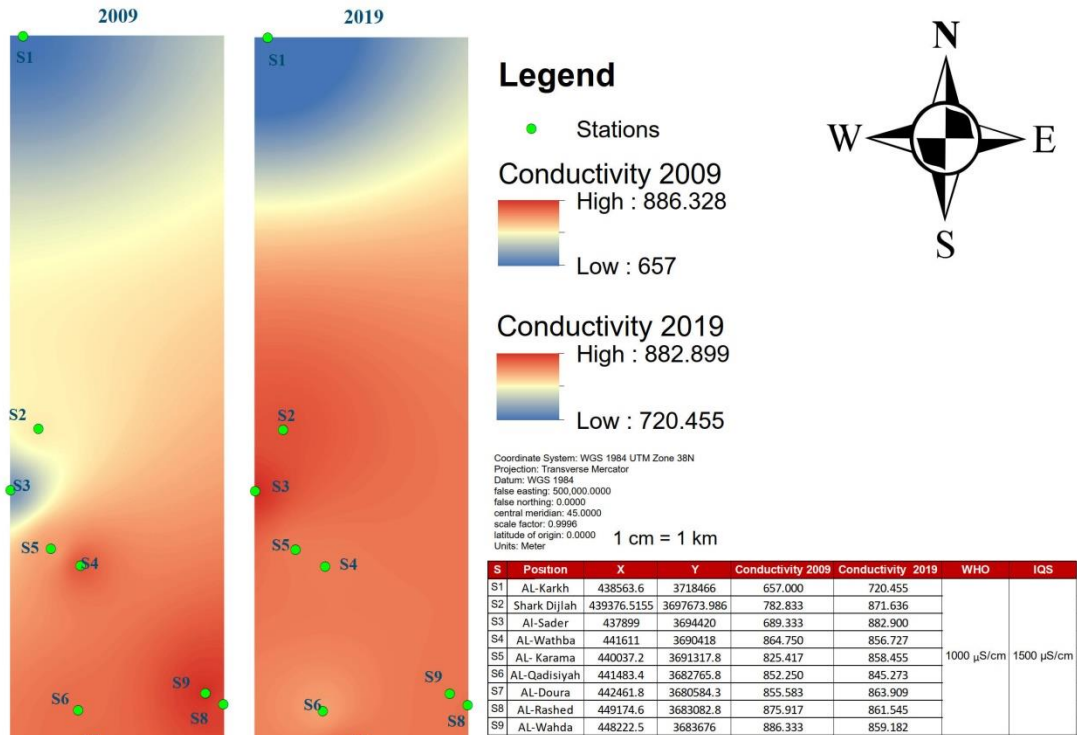 2009
2019
S1
S2
S3
S5
S4
S6
S9
S8
S1
S2
S3
S5
S4
S6
S9
S8
Legend
Stations
Conductivity 2009
High : 886.328
Low : 657
Conductivity 2019
High : 882.899
Low : 720.455
N
W
E
S
Coordinate System: WGS 1984 UTM Zone 38N
Projection: Transverse Mercator
Datum: WGS 1984
false easting: 500,000.0000
false northing: 0.0000
central meridian: 45.0000
scale factor: 0.9996
latitude of origin: 0.0000
Units: Meter
1 cm = 1 km
S Position X Y Conductivity 2009 Conductivity 2019 WHO IQS
S1 AL-Karkh 438563.6 3718466 657.000 720.455
S2 Shark Dijlah 439376.5155 3697673.986 782.833 871.636
S3 Al-Sader 437899 3694420 689.333 882.900
S4 AL-Wathba 441611 3690418 864.750 856.727
S5 AL- Karama 440037.2 3691317.8 825.417 858.455 1000 µS/cm 1500 µS/cm
S6 AL-Qadisiyah 441483.4 3682765.8 852.250 845.273
S7 AL-Doura 442461.8 3680584.3 855.583 863.909
S8 AL-Rashed 449174.6 3683082.8 875.917 861.545
S9 AL-Wahda 448222.5 3683676 886.333 859.182